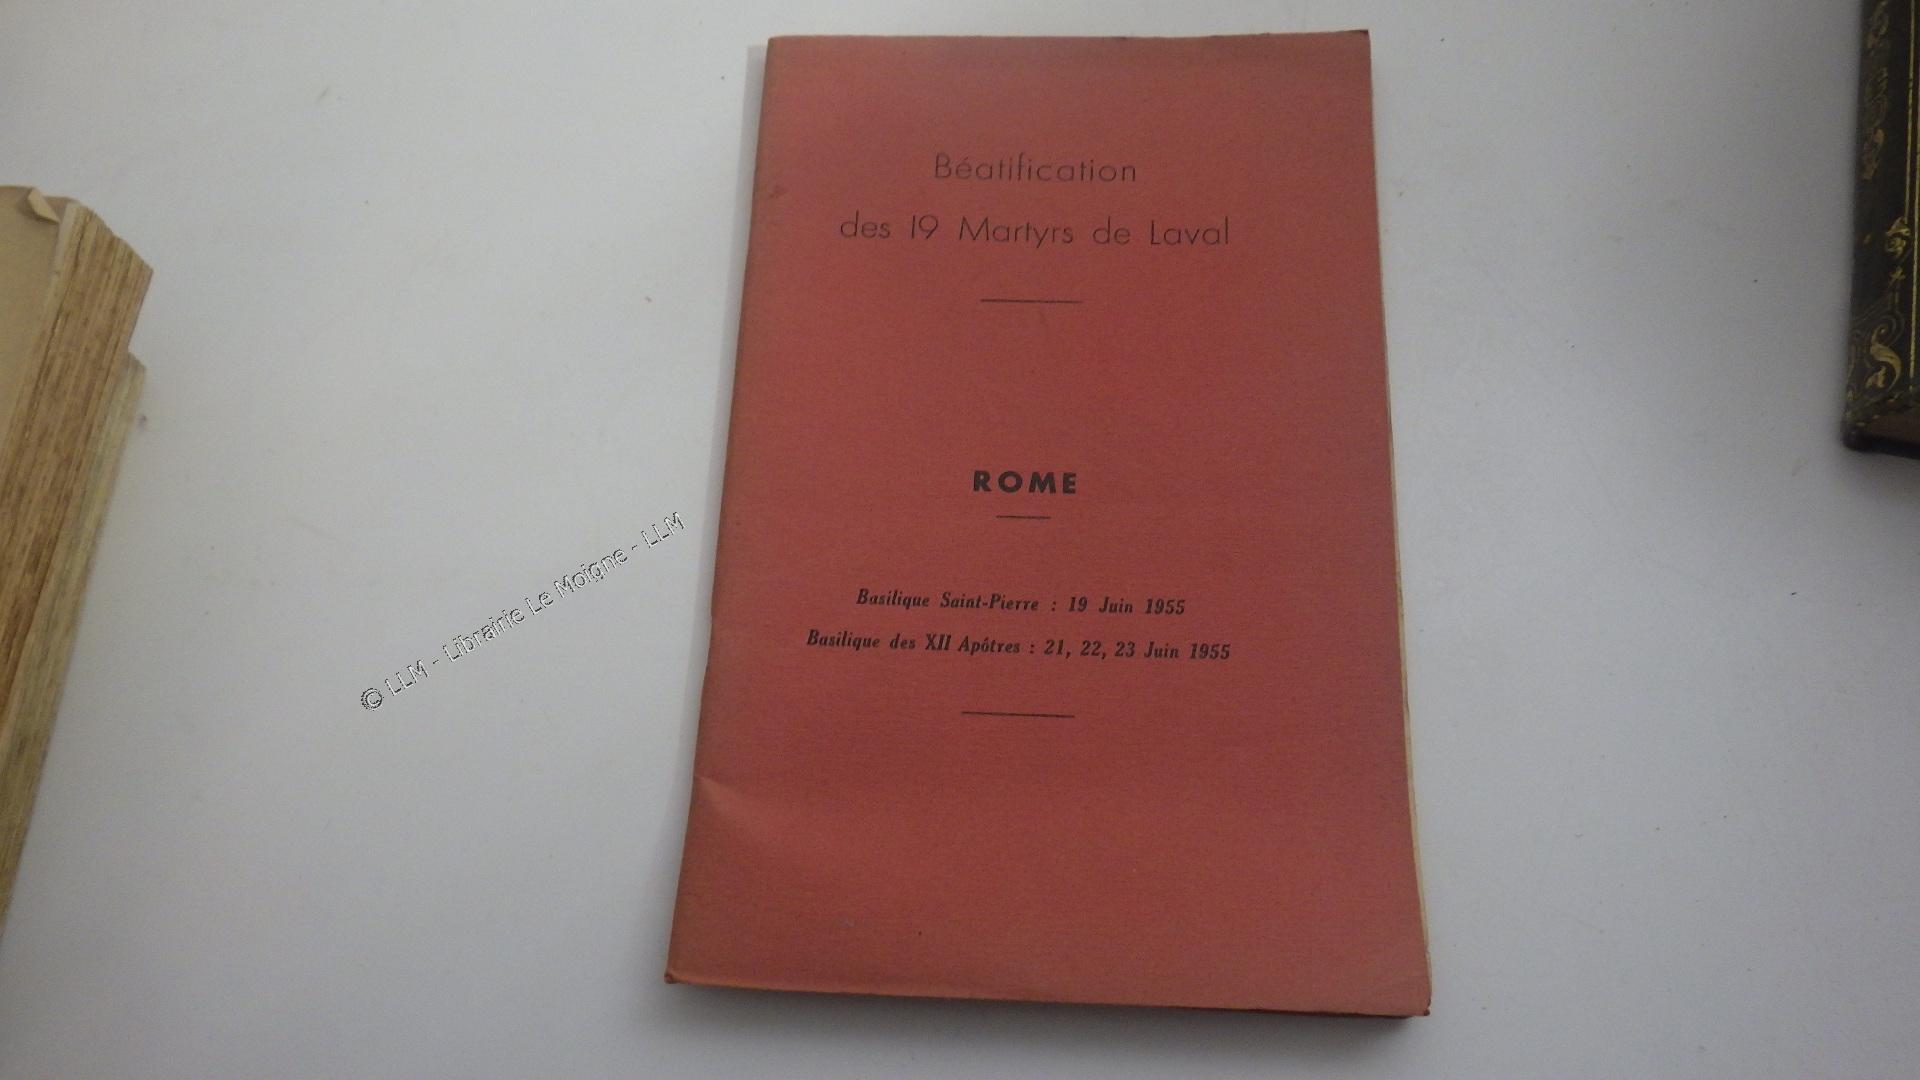 Béatification
des 19 Martyrs de Laval
ROME
Basilique Saint-Pierre : 19 Juin 1955
Basilique des XII Apôtres : 21, 22, 23 Juin 1955
© LLM - Librairie Le Moigne - LLM